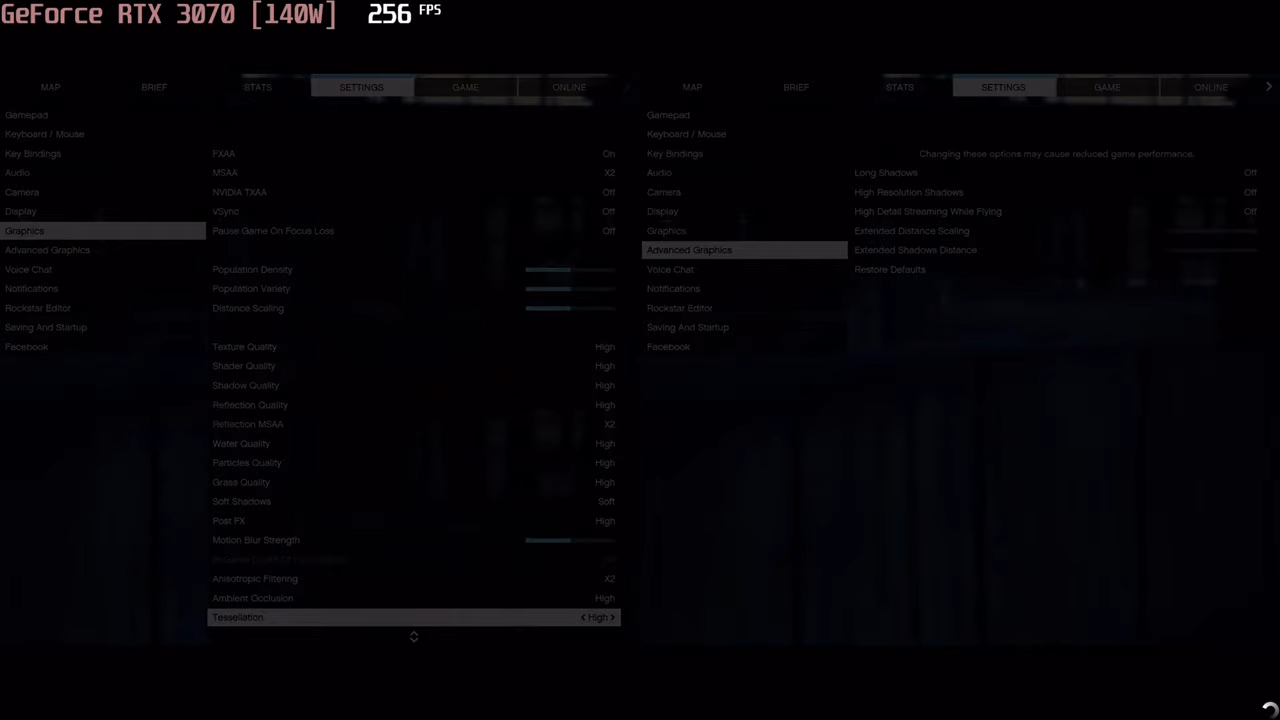 GeForce RTX 3070 [140W] 256 FPS
MAP BRIEF STATS SETTINGS GAME ONLINE
Gamepad
Keyboard / Mouse
Key Bindings
Audio
Camera
Display
Graphics
Advanced Graphics
Voice Chat
Notifications
Rockstar Editor
Saving And Startup
Facebook
FXAA On
MSAA X2
NVIDIA TXAA Off
VSync Off
Pause Game On Focus Loss Off
Population Density
Population Variety
Distance Scaling
Texture Quality High
Shader Quality High
Shadow Quality High
Reflection Quality High
Reflection MSAA X2
Water Quality High
Particles Quality High
Grass Quality High
Soft Shadows Soft
Post FX High
Motion Blur Strength
Anisotropic Filtering X2
Ambient Occlusion High
Tessellation High
MAP BRIEF STATS SETTINGS GAME ONLINE
Gamepad
Keyboard / Mouse
Key Bindings
Audio
Camera
Display
Graphics
Advanced Graphics
Voice Chat
Notifications
Rockstar Editor
Saving And Startup
Facebook
Changing these options may cause reduced game performance.
Long Shadows Off
High Resolution Shadows Off
High Detail Streaming While Flying Off
Extended Distance Scaling
Extended Shadows Distance
Restore Defaults